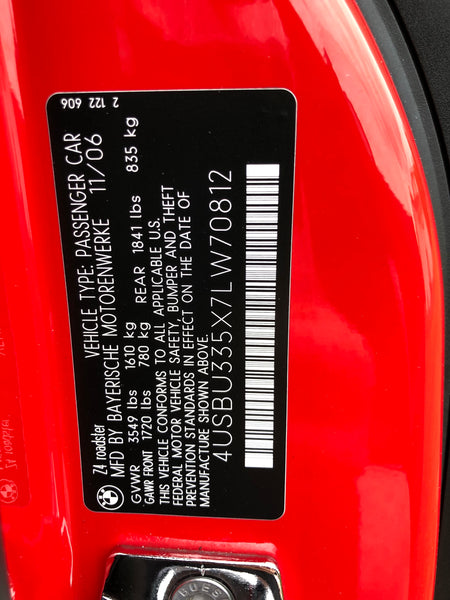 2 122 606
Z4 roadster VEHICLE TYPE: PASSENGER CAR
MFD BY BAYERISCHE MOTORENWERKE 11/06
GVWR 3549 lbs 1610 kg REAR 1841 lbs 835 kg
GAWR FRONT 1720 lbs 780 kg
THIS VEHICLE CONFORMS TO ALL APPLICABLE U.S.
FEDERAL MOTOR VEHICLE SAFETY, BUMPER AND THEFT
PREVENTION STANDARDS IN EFFECT ON THE DATE OF
MANUFACTURE SHOWN ABOVE.
4USBU335X7LW70812